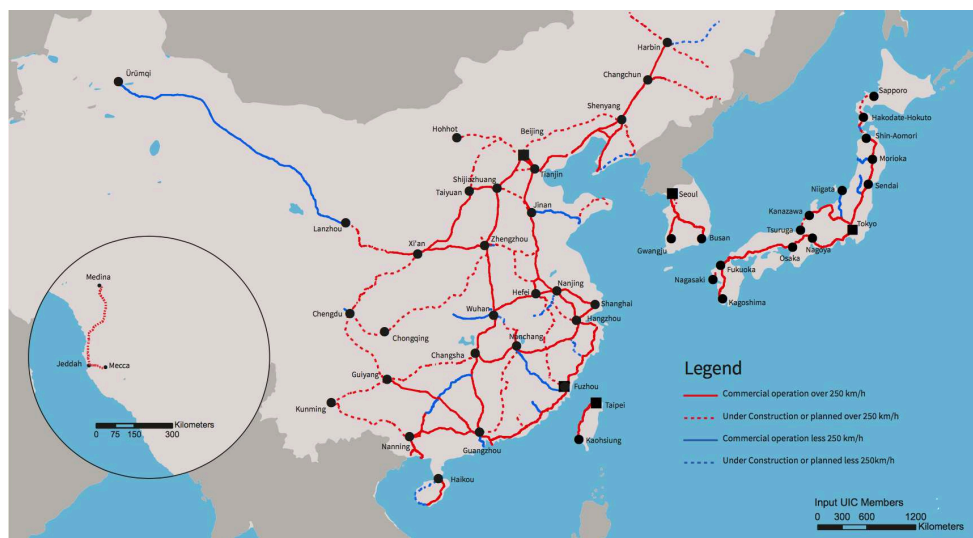 Ürümqi
Harbin
Changchun
Shenyang
Hohhot
Beijing
Tianjin
Shijiazhuang
Taiyuan
Jinan
Lanzhou
Xi'an
Zhengzhou
Sapporo
Hakodate-Hokuto
Shin-Aomori
Morioka
Sendai
Niigata
Seoul
Kanazawa
Tsuruga
Tokyo
Busan
Gwangju
Nagoya
Osaka
Fukuoka
Nagasaki
Kagoshima
Medina
Jeddah
Mecca
Kilometers
0 75 150 300
Chengdu
Chongqing
Hefei
Nanjing
Shanghai
Wuhan
Hangzhou
Nanchang
Changsha
Guiyang
Kunming
Fuzhou
Taipei
Nanning
Guangzhou
Kaohsiung
Haikou
Legend
Commercial operation over 250 km/h
Under Construction or planned over 250 km/h
Commercial operation less 250 km/h
Under Construction or planned less 250km/h
Input UIC Members
0 300 600 1200
Kilometers